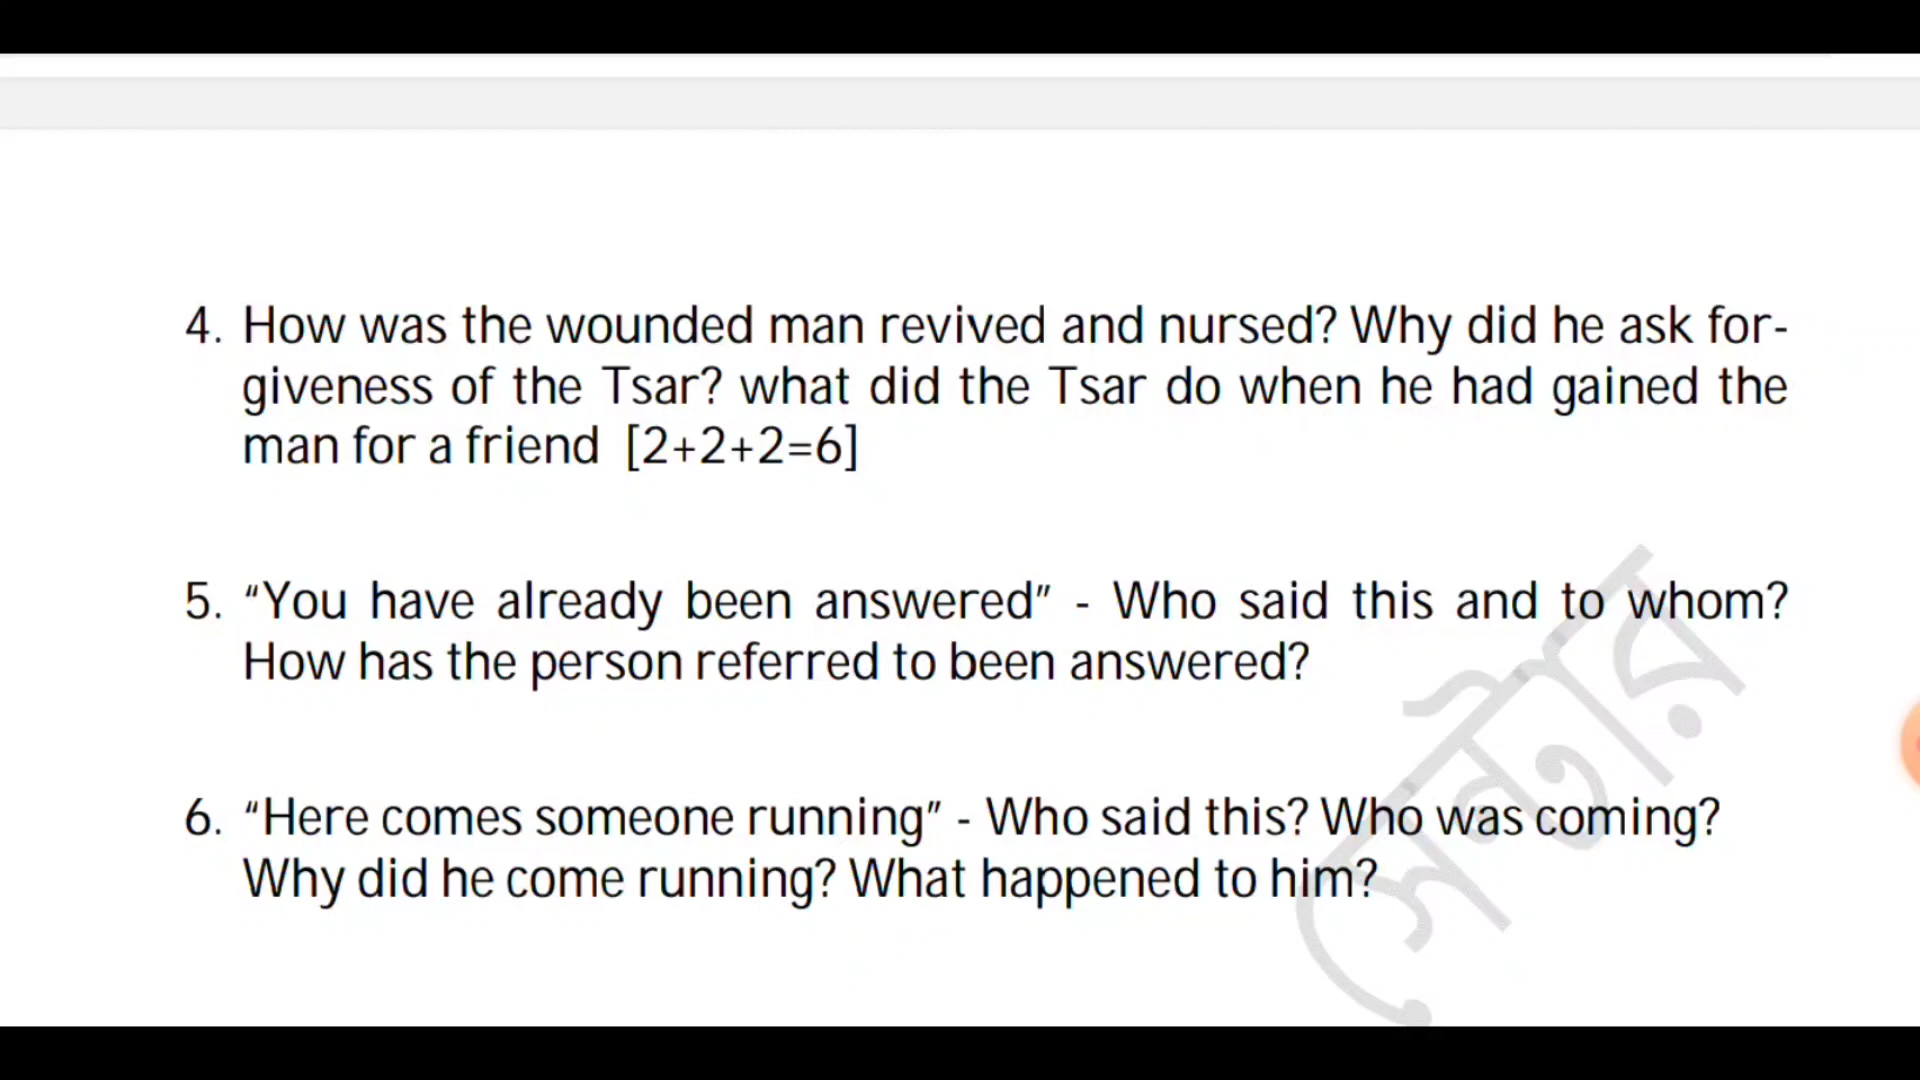 4. How was the wounded man revived and nursed? Why did he ask for-
giveness of the Tsar? what did the Tsar do when he had gained the
man for a friend [2+2+2=6]
5. “You have already been answered” - Who said this and to whom?
How has the person referred to been answered?
6. “Here comes someone running” - Who said this? Who was coming?
Why did he come running? What happened to him?
সেন্টার